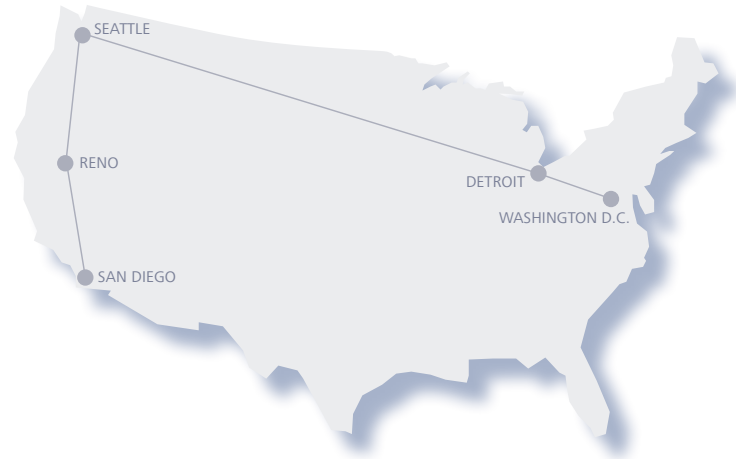 SEATTLE
RENO
DETROIT
WASHINGTON D.C.
SAN DIEGO